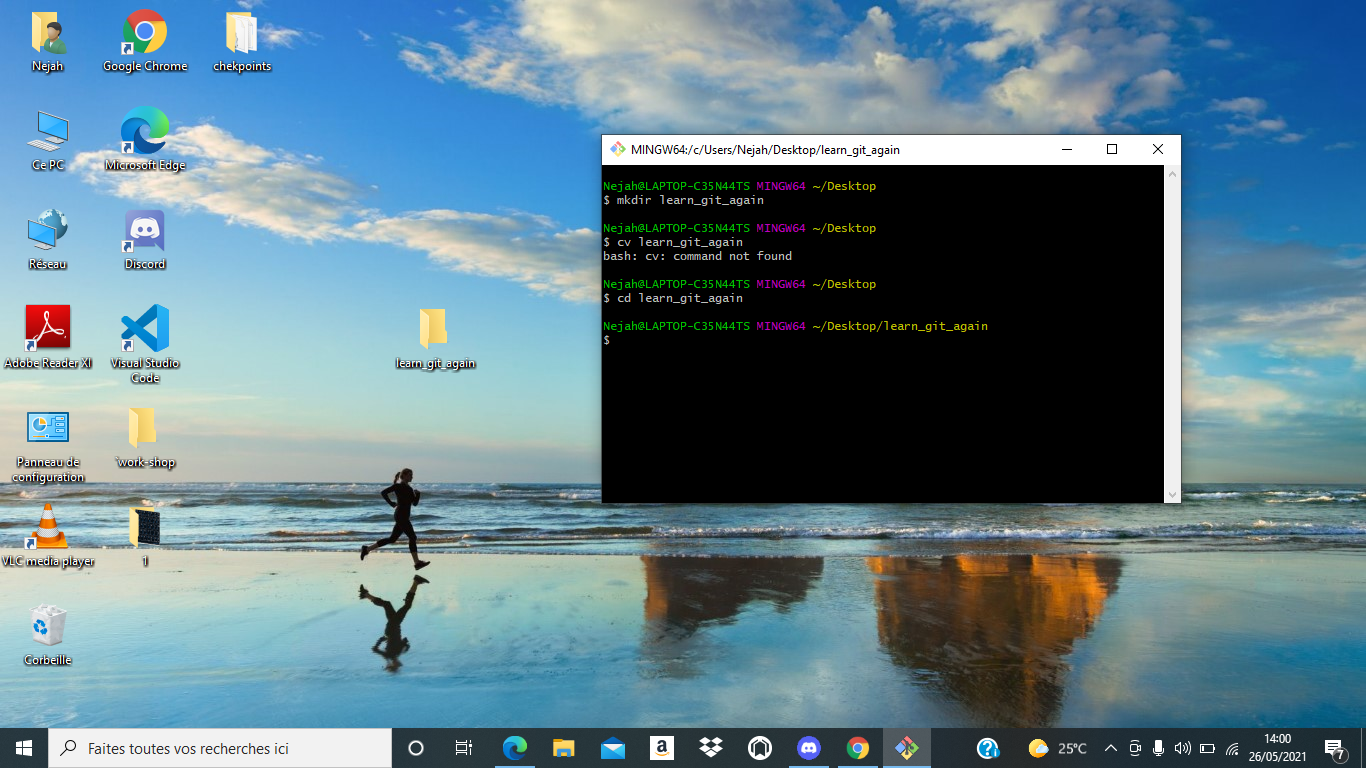 Nejah
Google Chrome
chekpoints
Ce PC
Microsoft Edge
Réseau
Discord
Adobe Reader XI
Visual Studio
Code
learn_git_again
Panneau de
configuration
'work-shop
VLC media player
1
Corbeille
MINGW64:/c/Users/Nejah/Desktop/learn_git_again
Nejah@LAPTOP-C35N44TS MINGW64 ~/Desktop
$ mkdir learn_git_again
Nejah@LAPTOP-C35N44TS MINGW64 ~/Desktop
$ cv learn_git_again
bash: cv: command not found
Nejah@LAPTOP-C35N44TS MINGW64 ~/Desktop
$ cd learn_git_again
Nejah@LAPTOP-C35N44TS MINGW64 ~/Desktop/learn_git_again
$
Faites toutes vos recherches ici
a
25°C
14:00
26/05/2021
7